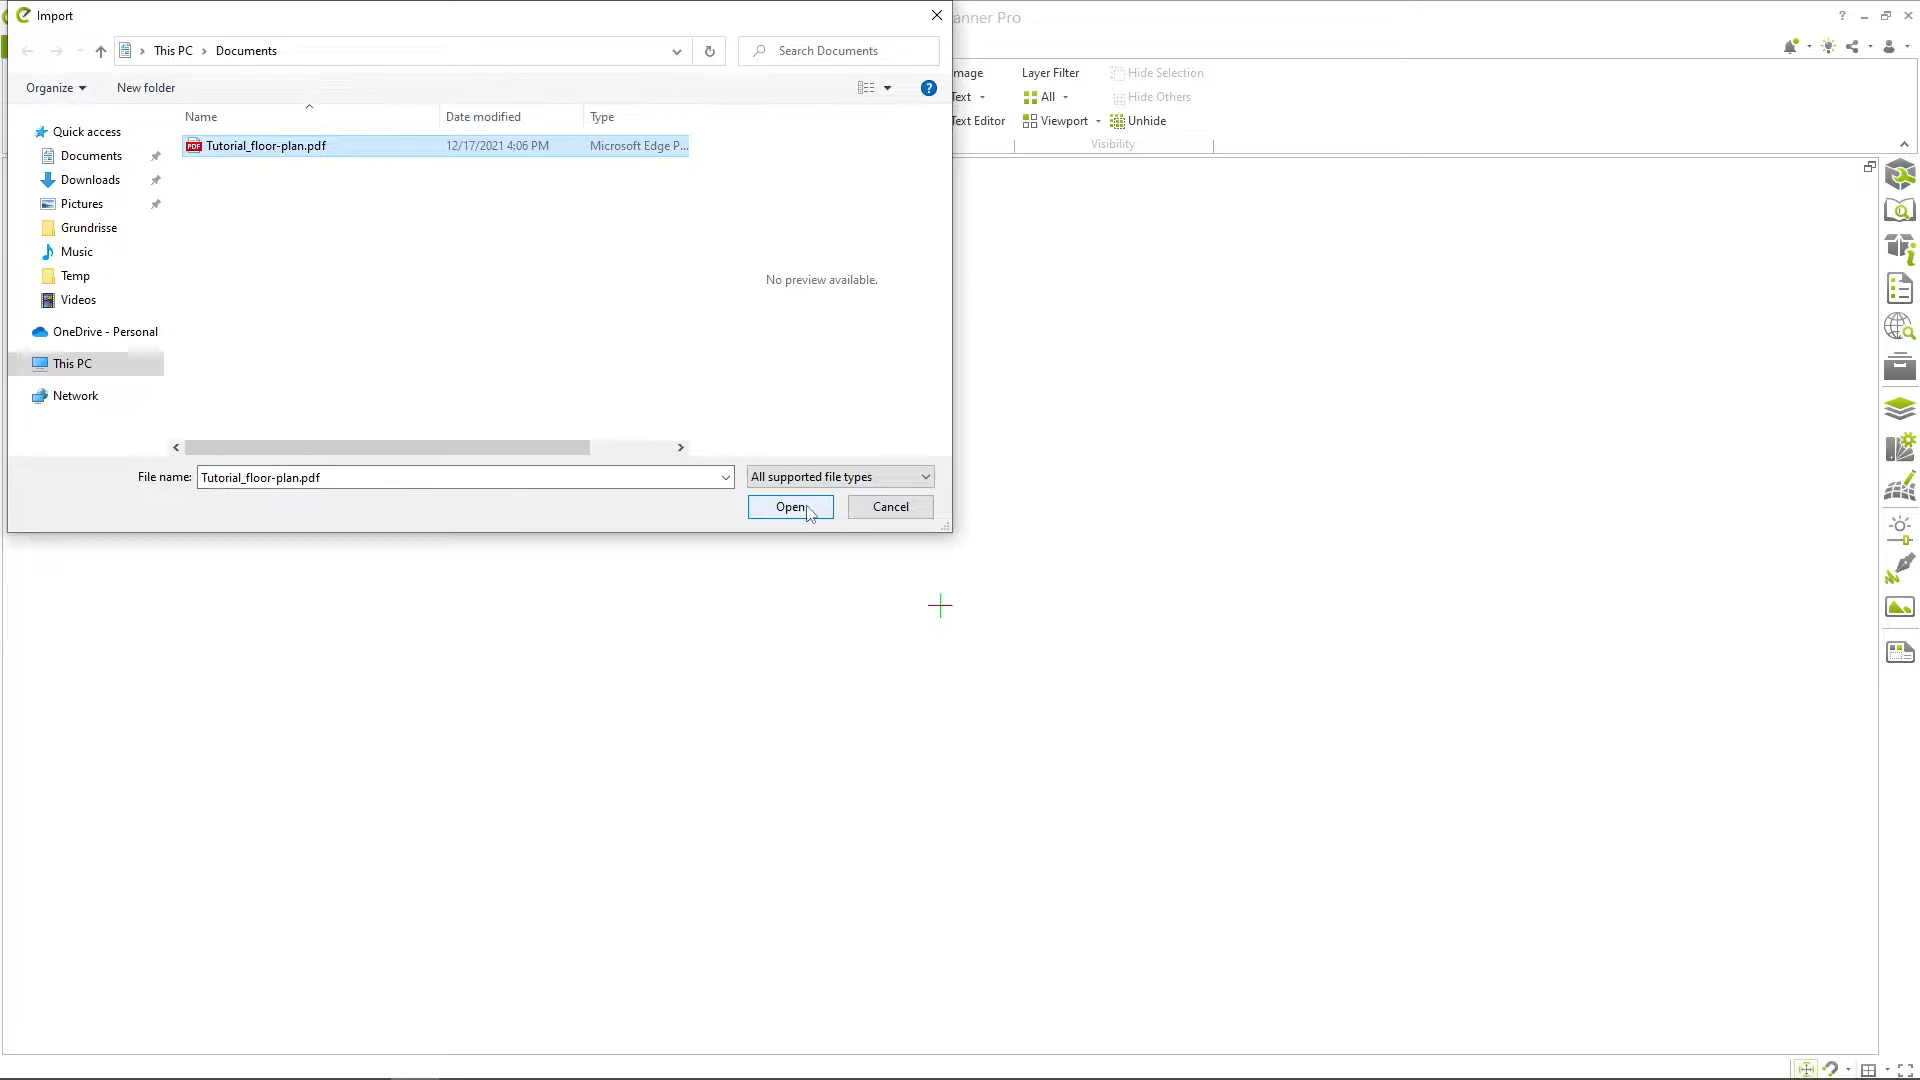 Import
anner Pro
This PC
Documents
Search Documents
Organize
New folder
mage
Layer Filter
Hide Selection
Text
All
Hide Others
Text Editor
Viewport
Unhide
Visibility
Name
Date modified
Type
Quick access
Documents
Downloads
Pictures
Grundrisse
Music
Temp
Videos
OneDrive - Personal
This PC
Network
PDF Tutorial_floor-plan.pdf
12/17/2021 4:06 PM
Microsoft Edge P...
No preview available.
File name:
Tutorial_floor-plan.pdf
All supported file types
Open
Cancel